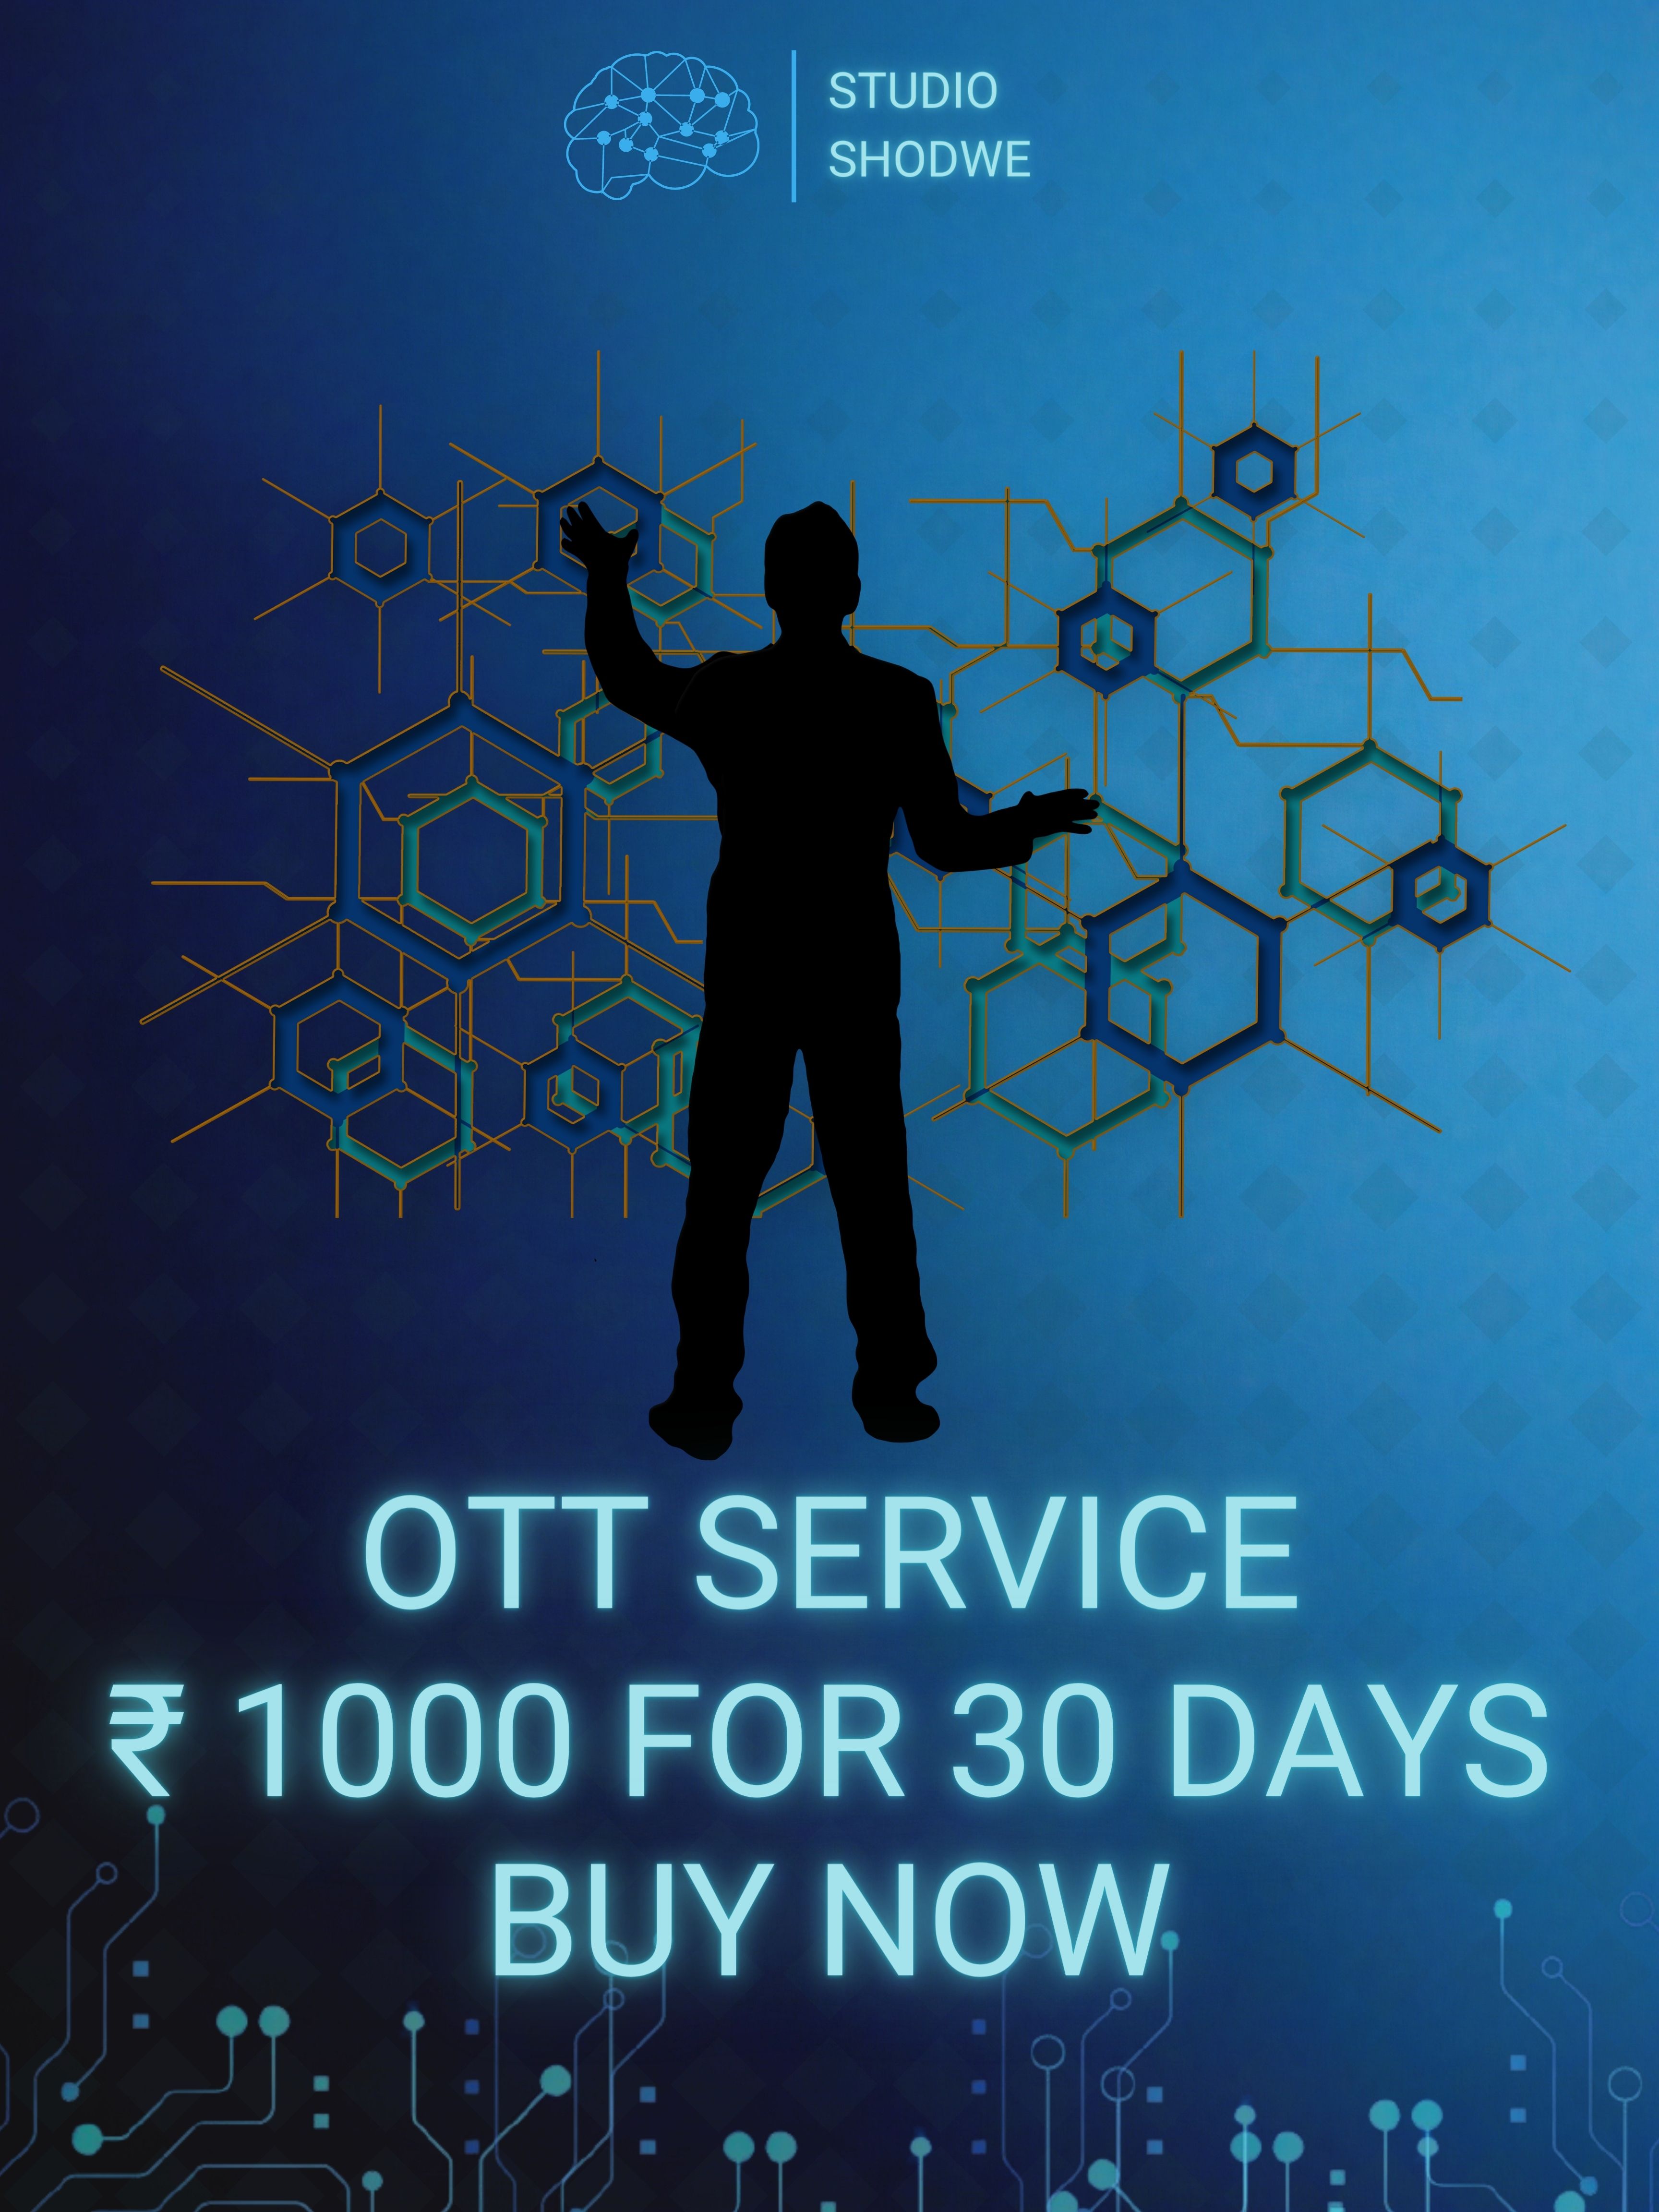 STUDIO
SHODWE
OTT SERVICE
₹ 1000 FOR 30 DAYS
BUY NOW